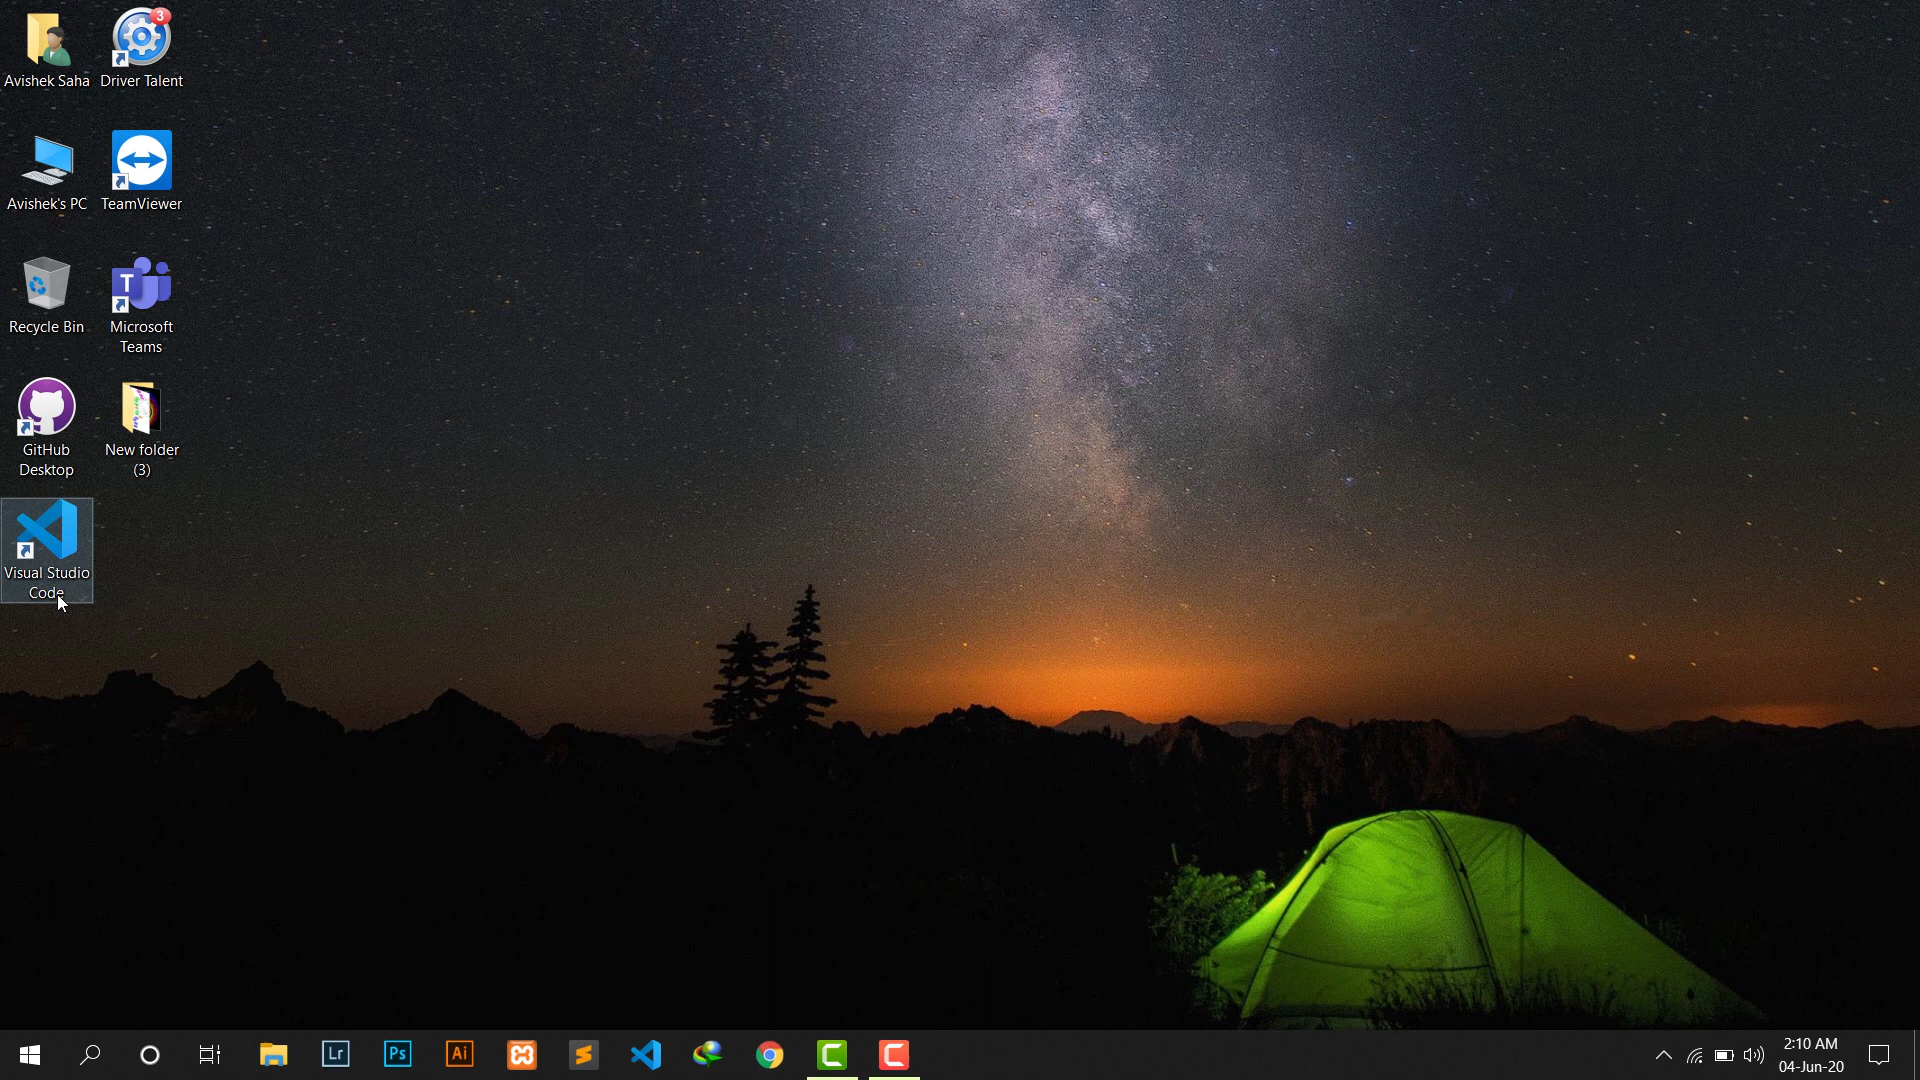 Avishek Saha
Driver Talent
3
Avishek's PC
TeamViewer
Recycle Bin
T
Microsoft
Teams
GitHub
Desktop
New folder
(3)
Visual Studio
Code
Lr
Ps
Ai
2:10 AM
04-Jun-20